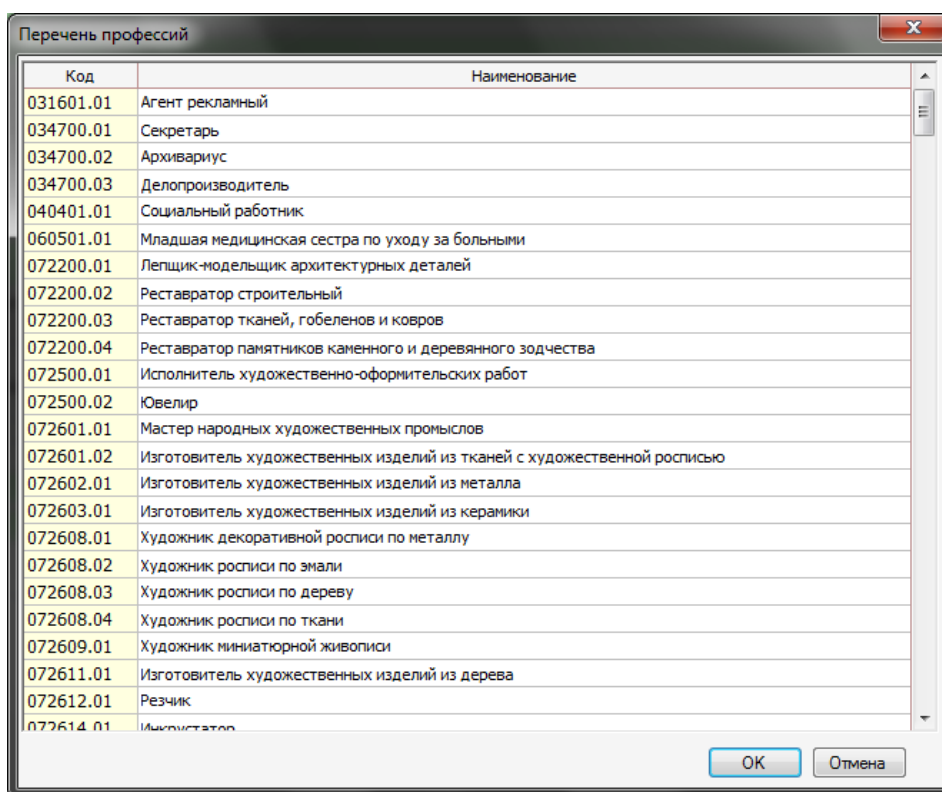 Перечень профессий
Код Наименование
031601.01 Агент рекламный
034700.01 Секретарь
034700.02 Архивариус
034700.03 Делопроизводитель
040401.01 Социальный работник
060501.01 Младшая медицинская сестра по уходу за больными
072200.01 Лепщик-модельщик архитектурных деталей
072200.02 Реставратор строительный
072200.03 Реставратор тканей, гобеленов и ковров
072200.04 Реставратор памятников каменного и деревянного зодчества
072500.01 Исполнитель художественно-оформительских работ
072500.02 Ювелир
072601.01 Мастер народных художественных промыслов
072601.02 Изготовитель художественных изделий из тканей с художественной росписью
072602.01 Изготовитель художественных изделий из металла
072603.01 Изготовитель художественных изделий из керамики
072608.01 Художник декоративной росписи по металлу
072608.02 Художник росписи по эмали
072608.03 Художник росписи по дереву
072608.04 Художник росписи по ткани
072609.01 Художник миниатюрной живописи
072611.01 Изготовитель художественных изделий из дерева
072612.01 Резчик
072614.01 Инкрустатор
OK Отмена